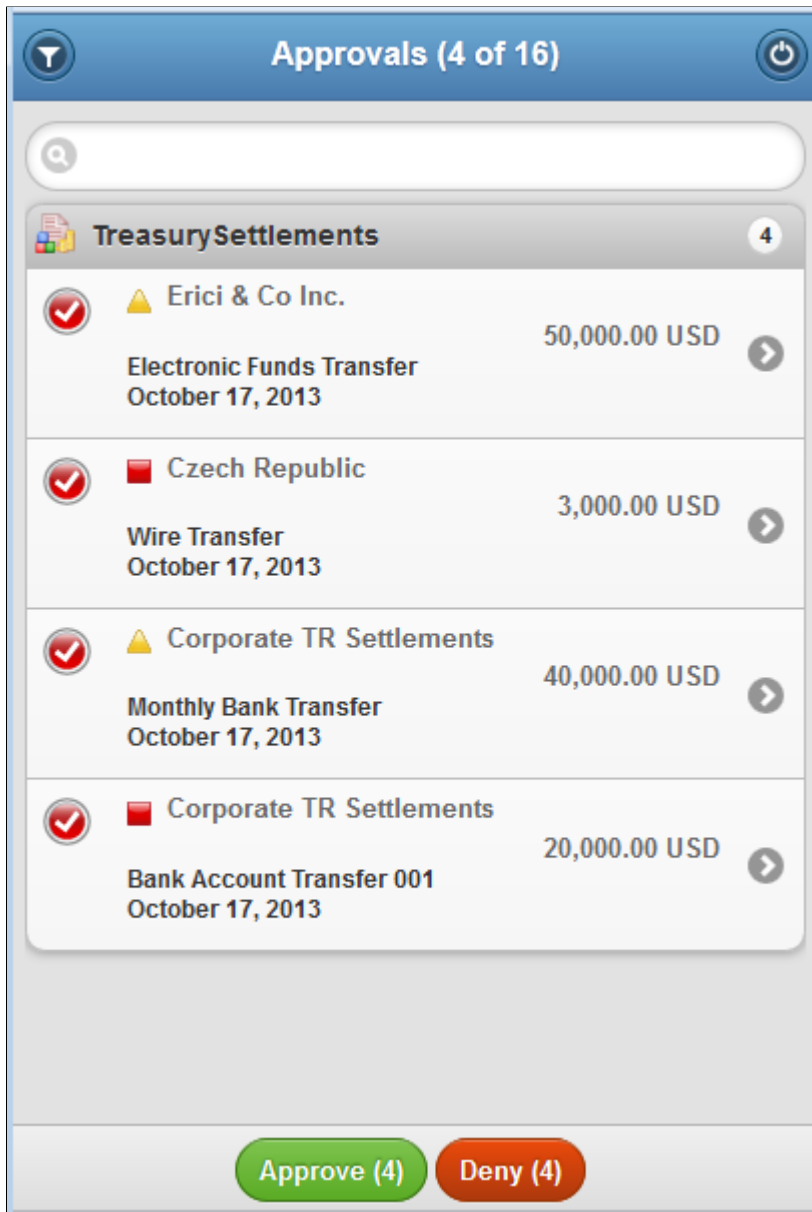 Approvals (4 of 16)
TreasurySettlements 4
Erici & Co Inc.
50,000.00 USD
Electronic Funds Transfer
October 17, 2013
Czech Republic
3,000.00 USD
Wire Transfer
October 17, 2013
Corporate TR Settlements
40,000.00 USD
Monthly Bank Transfer
October 17, 2013
Corporate TR Settlements
20,000.00 USD
Bank Account Transfer 001
October 17, 2013
Approve (4) Deny (4)